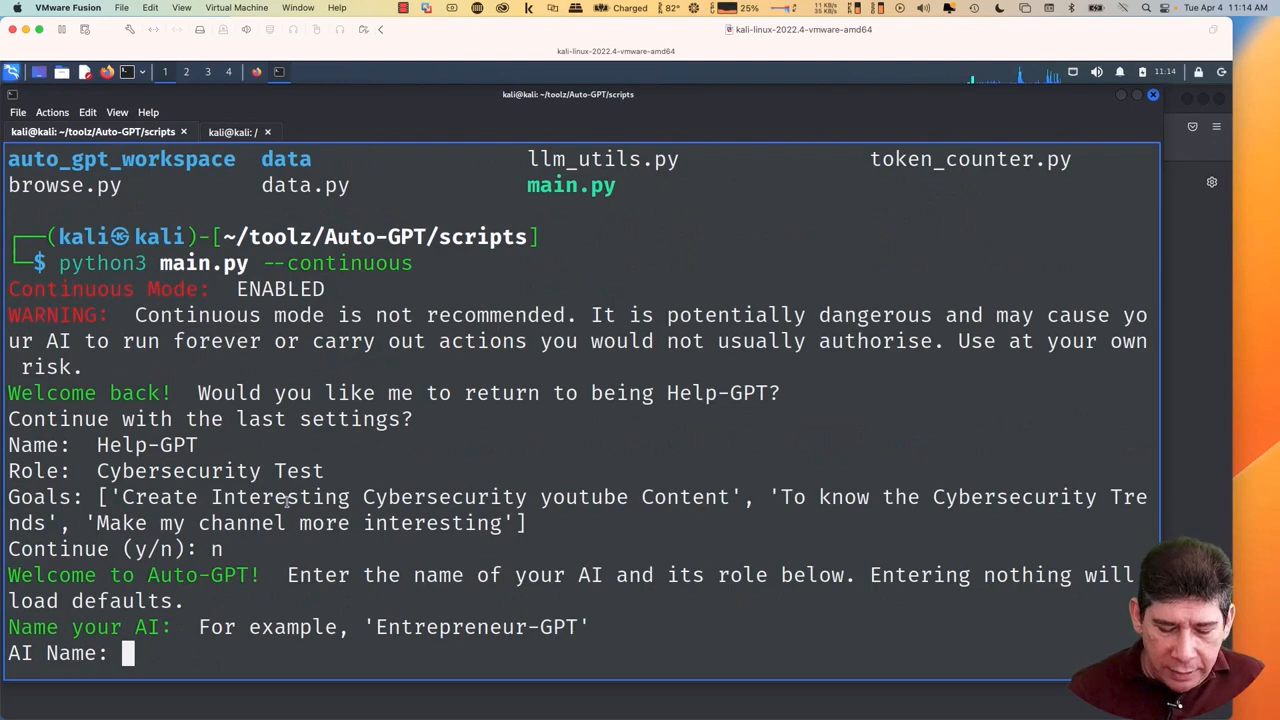 VMware Fusion File Edit View Virtual Machine Window Help Charged 82° 25% 11 KB/s 35 KB/s Tue Apr 4 11:14 AM
kali-linux-2022.4-vmware-amd64
kali-linux-2022.4-vmware-amd64
1 2 3 4 11:14
kali@kali: ~/toolz/Auto-GPT/scripts
File Actions Edit View Help
kali@kali: ~/toolz/Auto-GPT/scripts × kali@kali: / ×
auto_gpt_workspace data llm_utils.py token_counter.py
browse.py data.py main.py
┌──(kali㉿kali)-[~/toolz/Auto-GPT/scripts]
└─$ python3 main.py --continuous
Continuous Mode: ENABLED
WARNING: Continuous mode is not recommended. It is potentially dangerous and may cause yo
ur AI to run forever or carry out actions you would not usually authorise. Use at your own
risk.
Welcome back! Would you like me to return to being Help-GPT?
Continue with the last settings?
Name: Help-GPT
Role: Cybersecurity Test
Goals: ['Create Interesting Cybersecurity youtube Content', 'To know the Cybersecurity Tre
nds', 'Make my channel more interesting']
Continue (y/n): n
Welcome to Auto-GPT! Enter the name of your AI and its role below. Entering nothing will
load defaults.
Name your AI: For example, 'Entrepreneur-GPT'
AI Name: